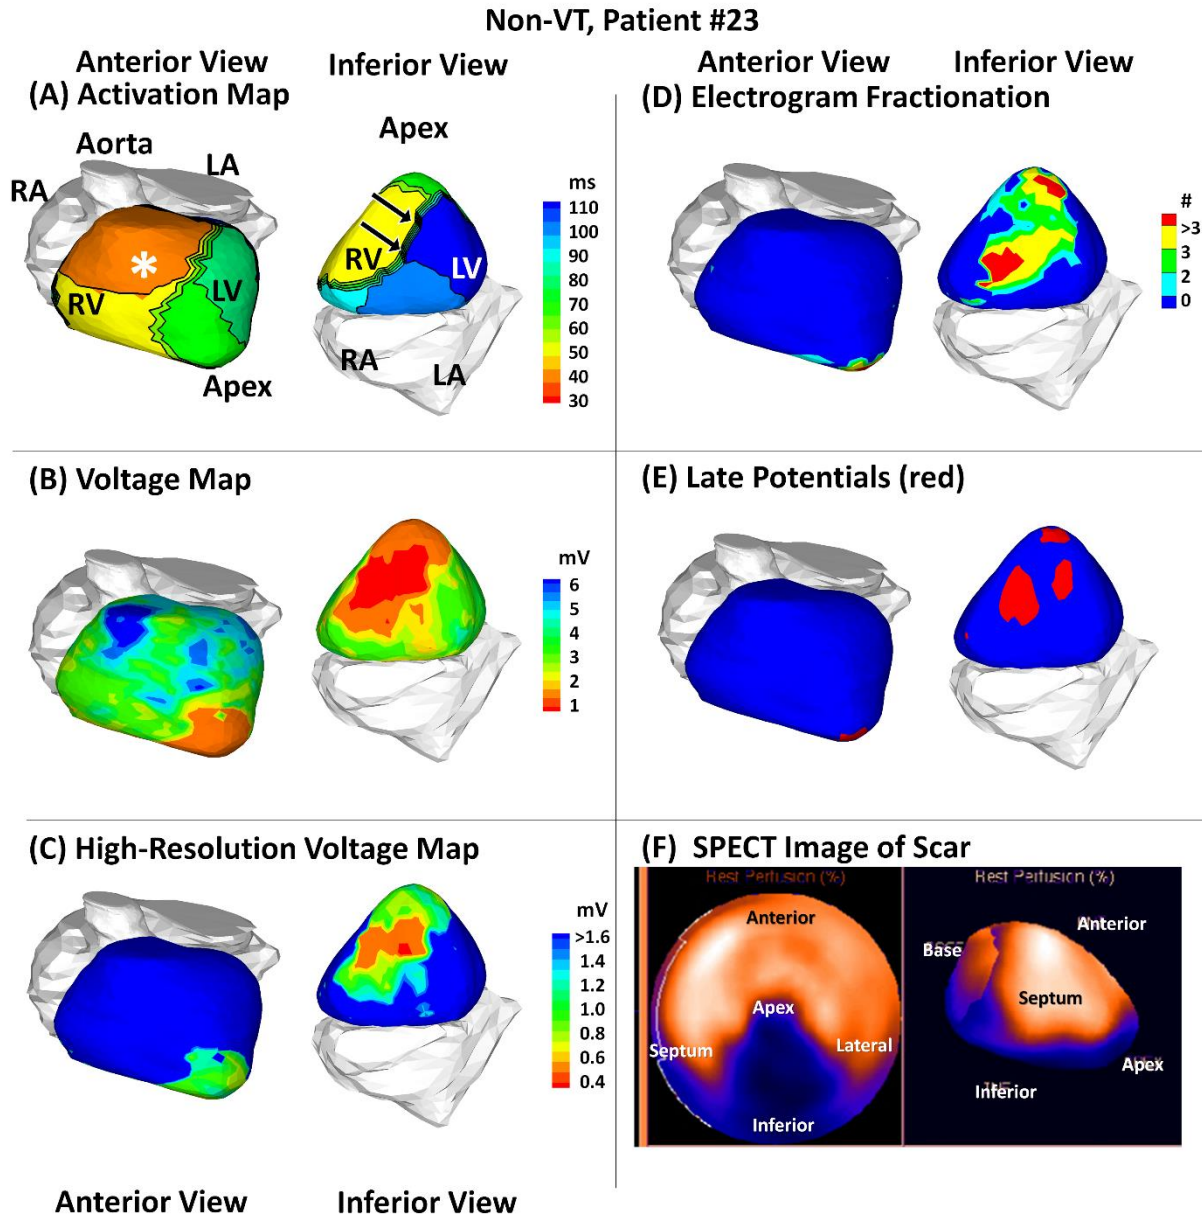 Non-VT, Patient #23
Anterior View
Inferior View
(A) Activation Map
Apex
Aorta
LA
RA
*
RV
LV
Apex
RV
LV
RA
LA
ms
110
100
90
80
70
60
50
40
30
(B) Voltage Map
mV
6
5
4
3
2
1
(C) High-Resolution Voltage Map
mV
>1.6
1.4
1.2
1.0
0.8
0.6
0.4
Anterior View
Inferior View
Anterior View
Inferior View
(D) Electrogram Fractionation
#
>3
3
2
0
(E) Late Potentials (red)
(F) SPECT Image of Scar
Rest Perfusion (%)
Anterior
Apex
Septum
Lateral
Inferior
Rest Perfusion (%)
Anterior
Base
Septum
Apex
Inferior